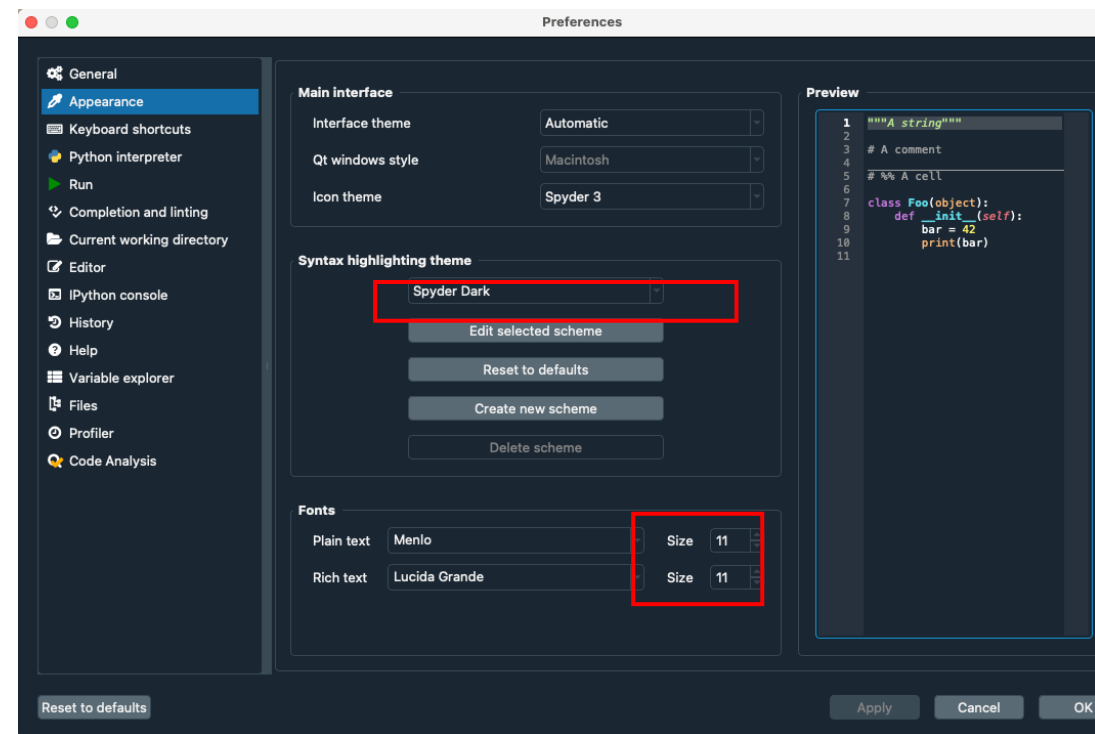 Preferences
General
Appearance
Keyboard shortcuts
Python interpreter
Run
Completion and linting
Current working directory
Editor
IPython console
History
Help
Variable explorer
Files
Profiler
Code Analysis
Main interface
Interface theme Automatic
Qt windows style Macintosh
Icon theme Spyder 3
Syntax highlighting theme
Spyder Dark
Edit selected scheme
Reset to defaults
Create new scheme
Delete scheme
Fonts
Plain text Menlo Size 11
Rich text Lucida Grande Size 11
Preview
1 """A string"""
2
3 # A comment
4
5 # %% A cell
6
7 class Foo(object):
8 def __init__(self):
9 bar = 42
10 print(bar)
11
Reset to defaults
Apply Cancel OK